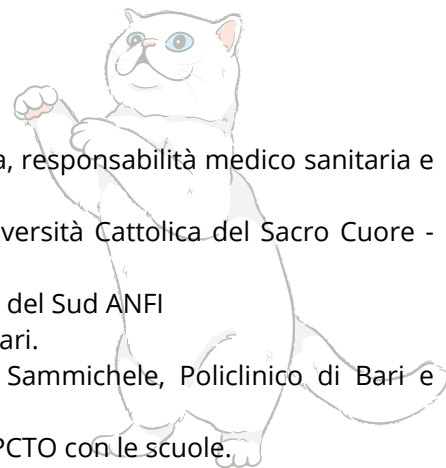 a, responsabilità medico sanitaria e
versità Cattolica del Sacro Cuore -
del Sud ANFI
ari.
Sammichele, Policlinico di Bari e
PCTO con le scuole.